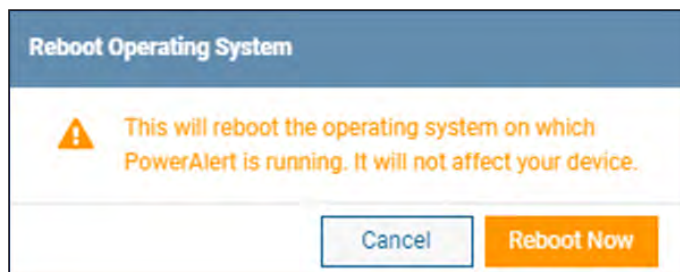 Reboot Operating System
This will reboot the operating system on which
PowerAlert is running. It will not affect your device.
Cancel
Reboot Now